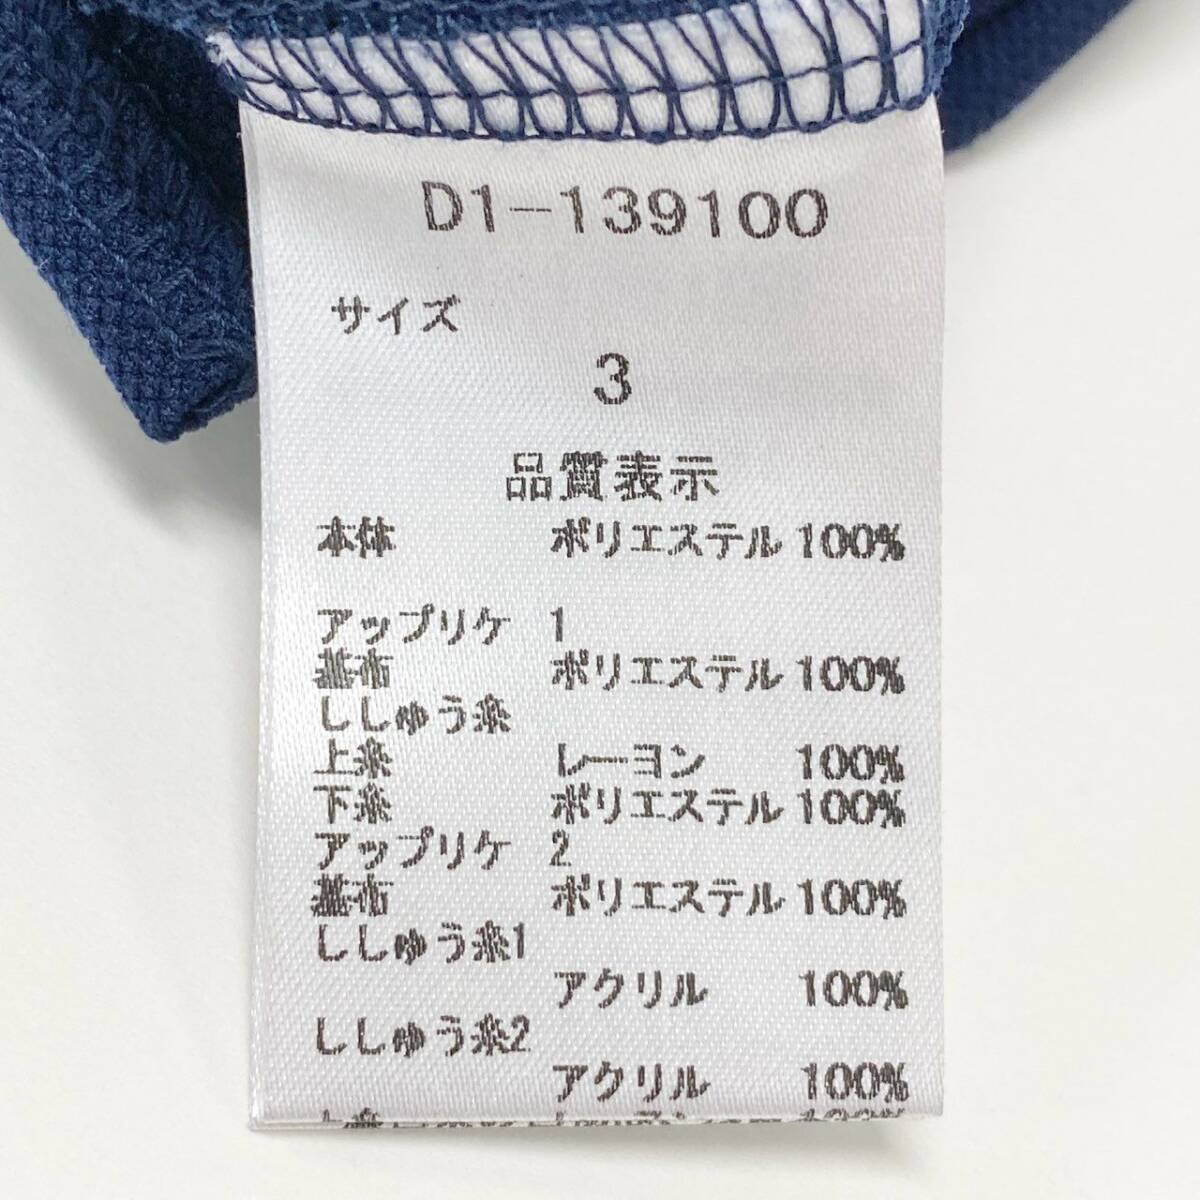 D1-139100
サイズ
3
品質表示
本体 ポリエステル 100%
アップリケ 1
基布 ポリエステル 100%
ししゅう糸
上糸 レーヨン 100%
下糸 ポリエステル 100%
アップリケ 2
基布 ポリエステル 100%
ししゅう糸1
アクリル 100%
ししゅう糸2
アクリル 100%